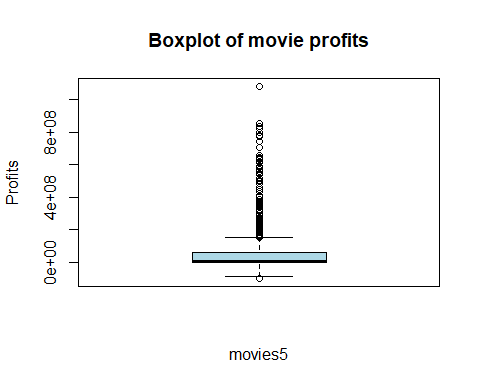 Boxplot of movie profits
Profits
8e+08
4e+08
0e+00
movies5